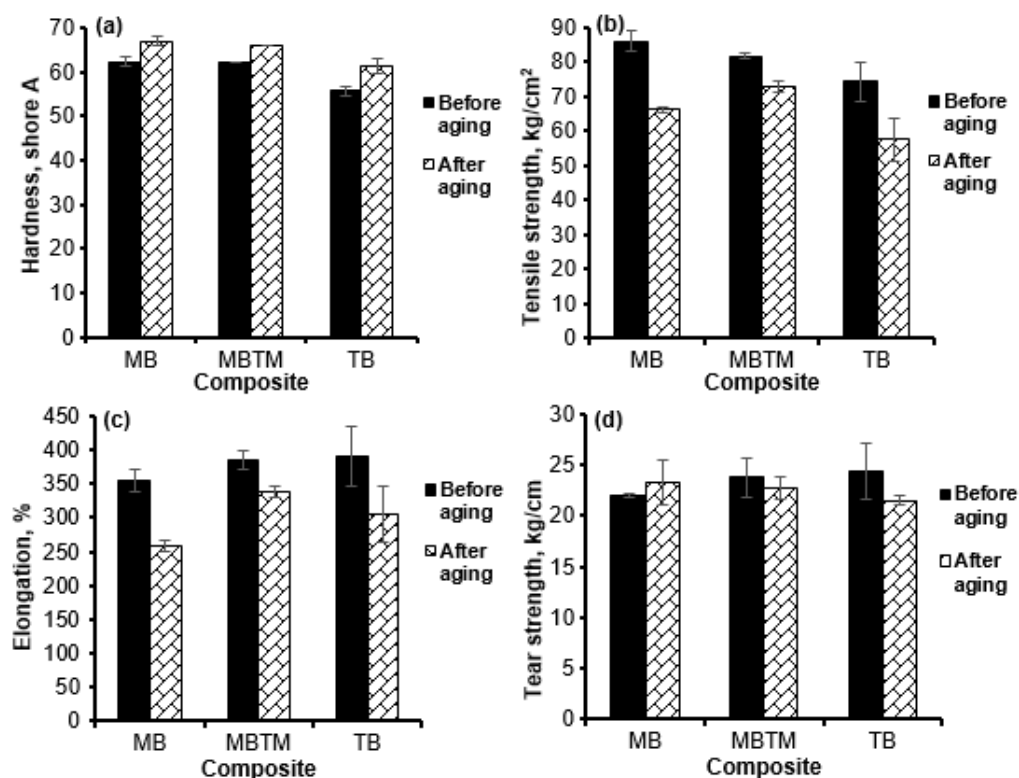 (a)
Hardness, shore A
70
60
50
40
30
20
10
0
MB MBTM TB
Composite
Before
aging
After
aging
(b)
Tensile strength, kg/cm²
90
80
70
60
50
40
30
20
10
0
MB MBTM TB
Composite
Before
aging
After
aging
(c)
Elongation, %
450
400
350
300
250
200
150
100
50
0
MB MBTM TB
Composite
Before
aging
After
aging
(d)
Tear strength, kg/cm
30
25
20
15
10
5
0
MB MBTM TB
Composite
Before
aging
After
aging